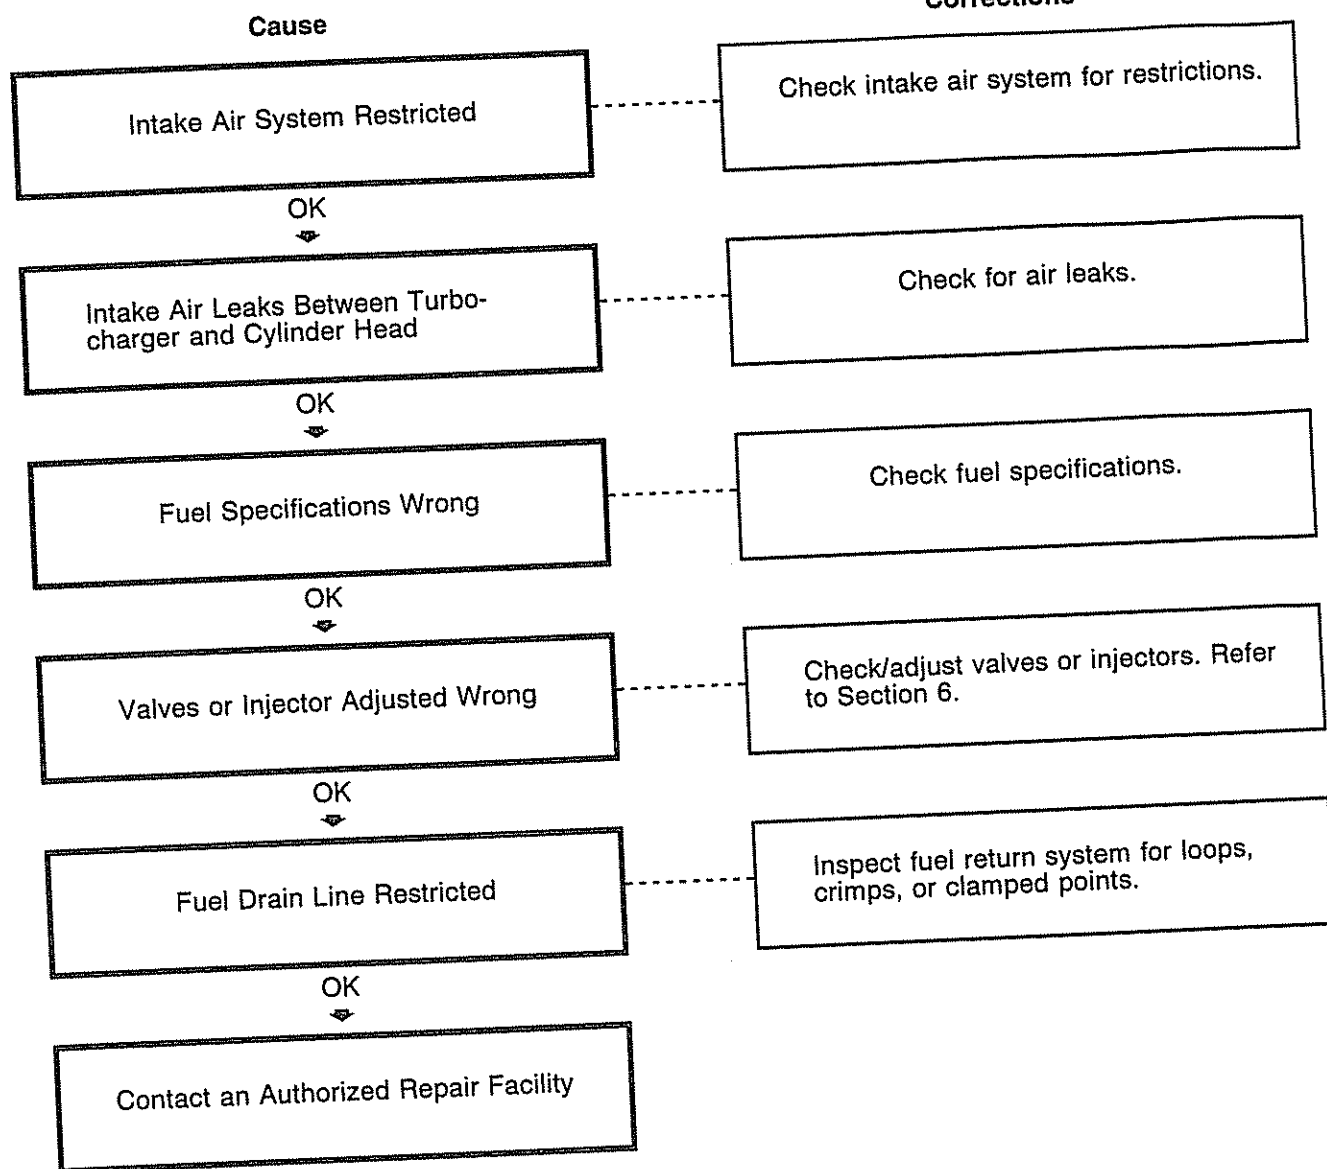 Cause
Corrections
Intake Air System Restricted
Check intake air system for restrictions.
OK
Intake Air Leaks Between Turbo-
charger and Cylinder Head
Check for air leaks.
OK
Fuel Specifications Wrong
Check fuel specifications.
OK
Valves or Injector Adjusted Wrong
Check/adjust valves or injectors. Refer
to Section 6.
OK
Fuel Drain Line Restricted
Inspect fuel return system for loops,
crimps, or clamped points.
OK
Contact an Authorized Repair Facility